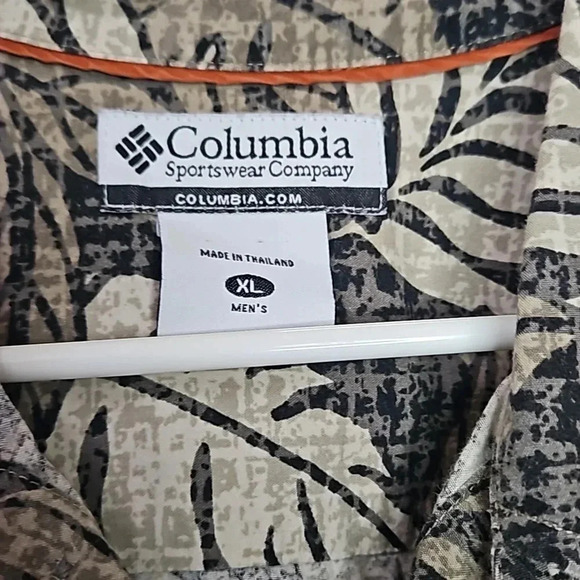 Columbia
Sportswear Company
COLUMBIA.COM
MADE IN THAILAND
XL
MEN'S